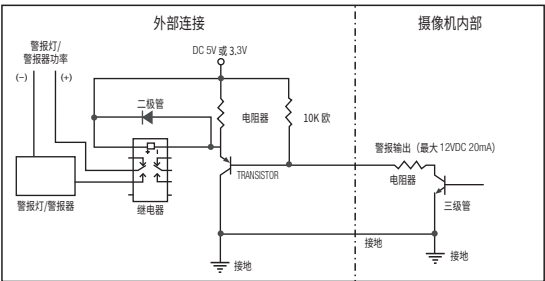 外部连接
摄像机内部
DC 5V 或 3.3V
警报灯/
警报器功率
(−)
(+)
二极管
电阻器
10K 欧
警报输出 (最大 12VDC 20mA)
TRANSISTOR
电阻器
警报灯/警报器
继电器
三级管
接地
接地
接地